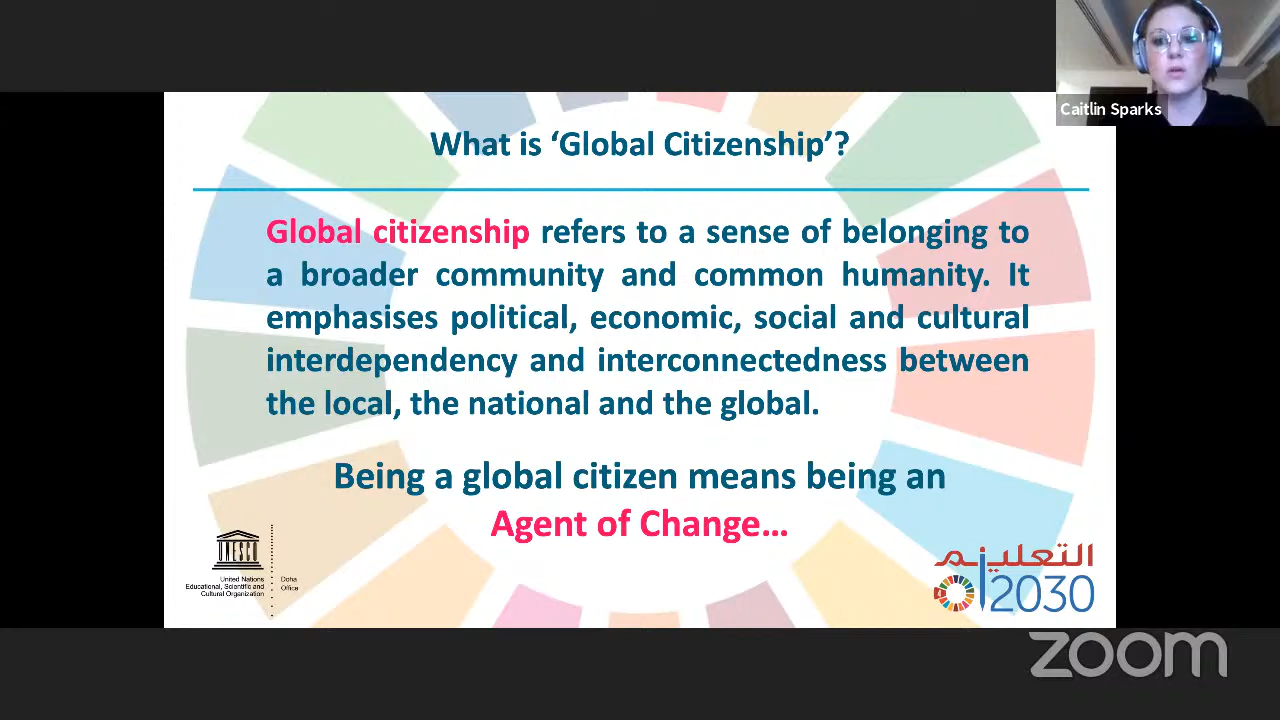 Caitlin Sparks
What is ‘Global Citizenship’?
Global citizenship refers to a sense of belonging to
a broader community and common humanity. It
emphasises political, economic, social and cultural
interdependency and interconnectedness between
the local, the national and the global.
Being a global citizen means being an
Agent of Change…
UNESCO
United Nations
Educational, Scientific and
Cultural Organization
Doha
Office
التعليم
2030
zoom